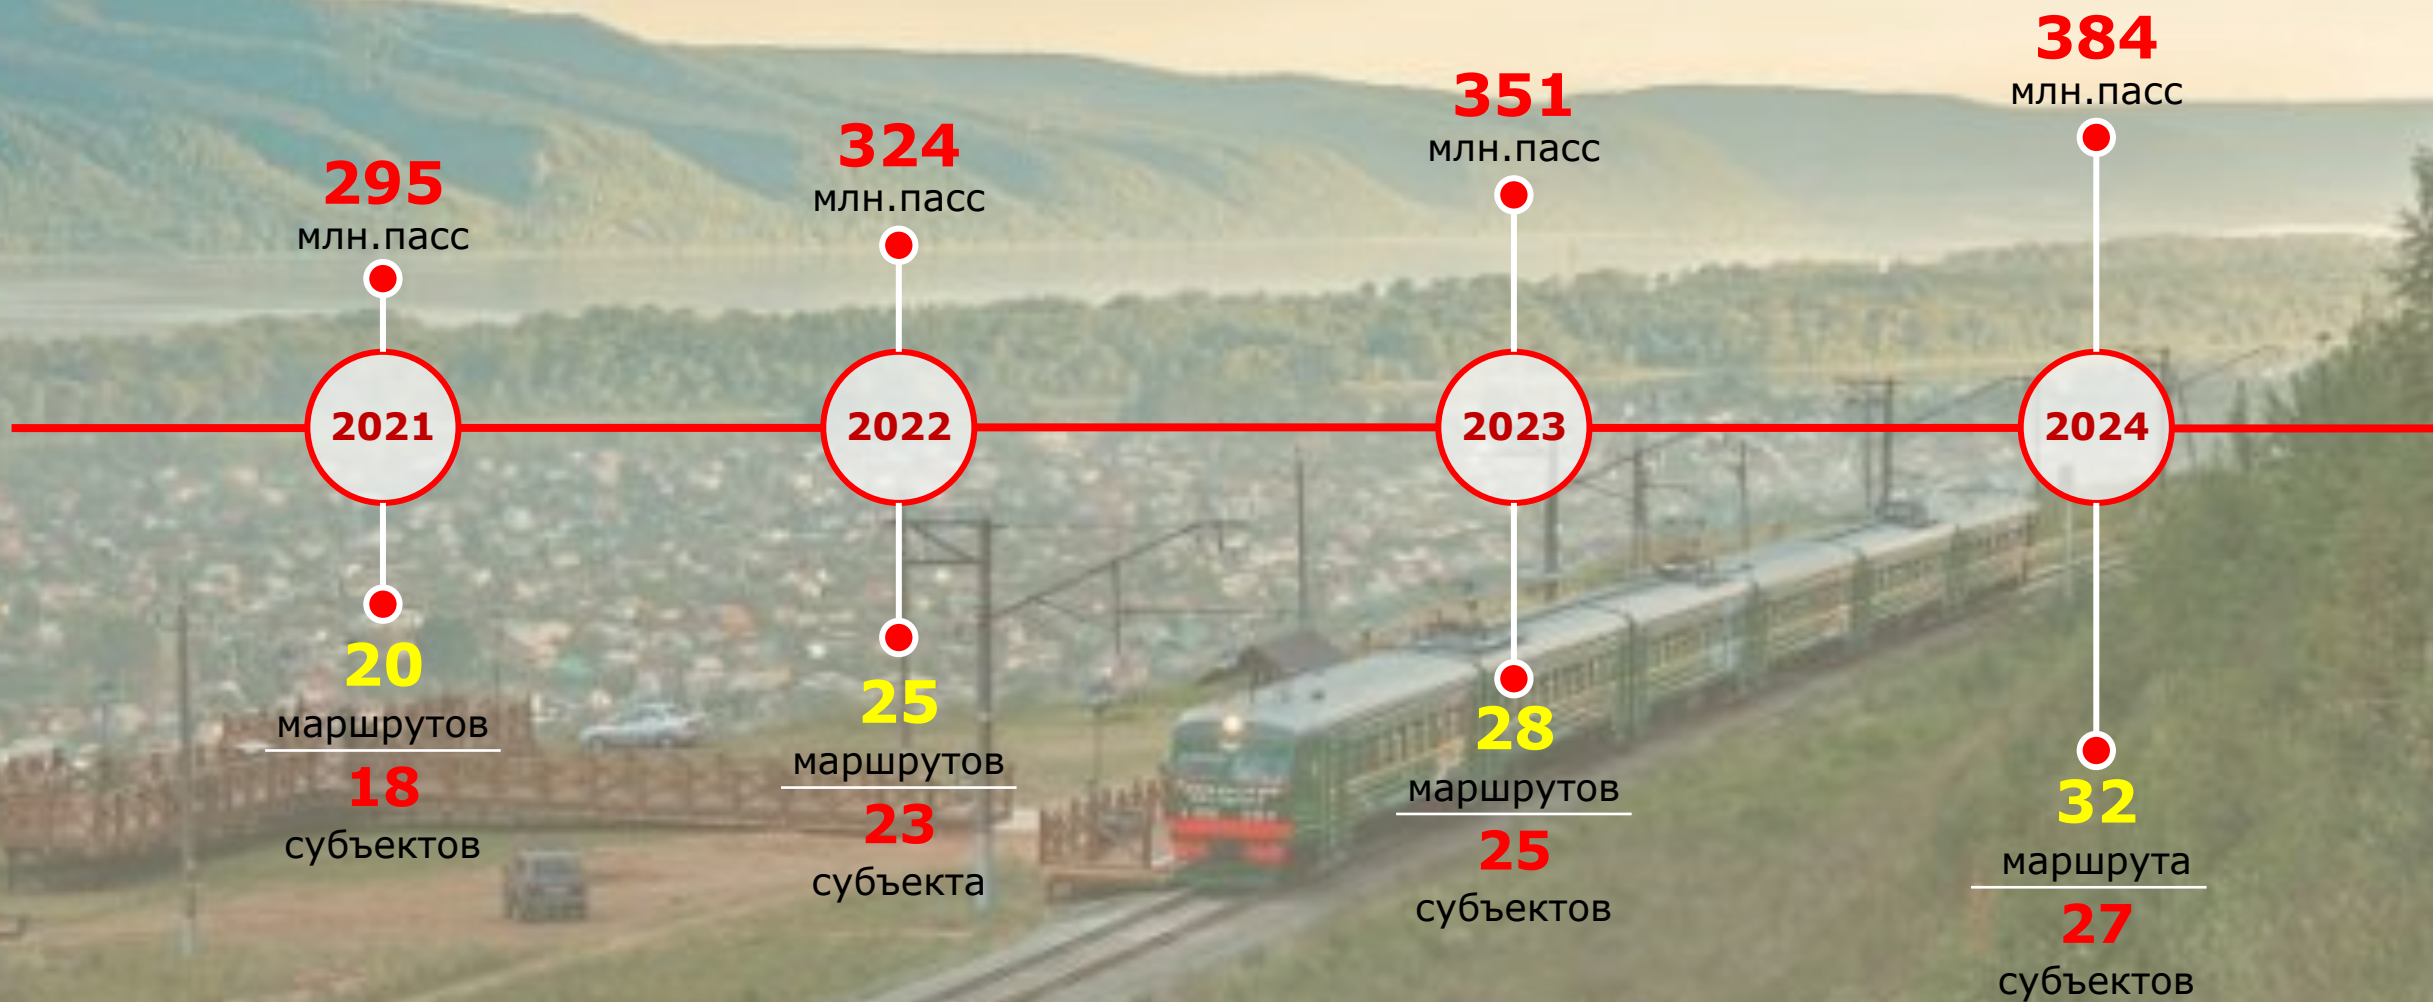 295
млн.пасс
2021
20
маршрутов
18
субъектов
324
млн.пасс
2022
25
маршрутов
23
субъекта
351
млн.пасс
2023
28
маршрутов
25
субъектов
384
млн.пасс
2024
32
маршрута
27
субъектов